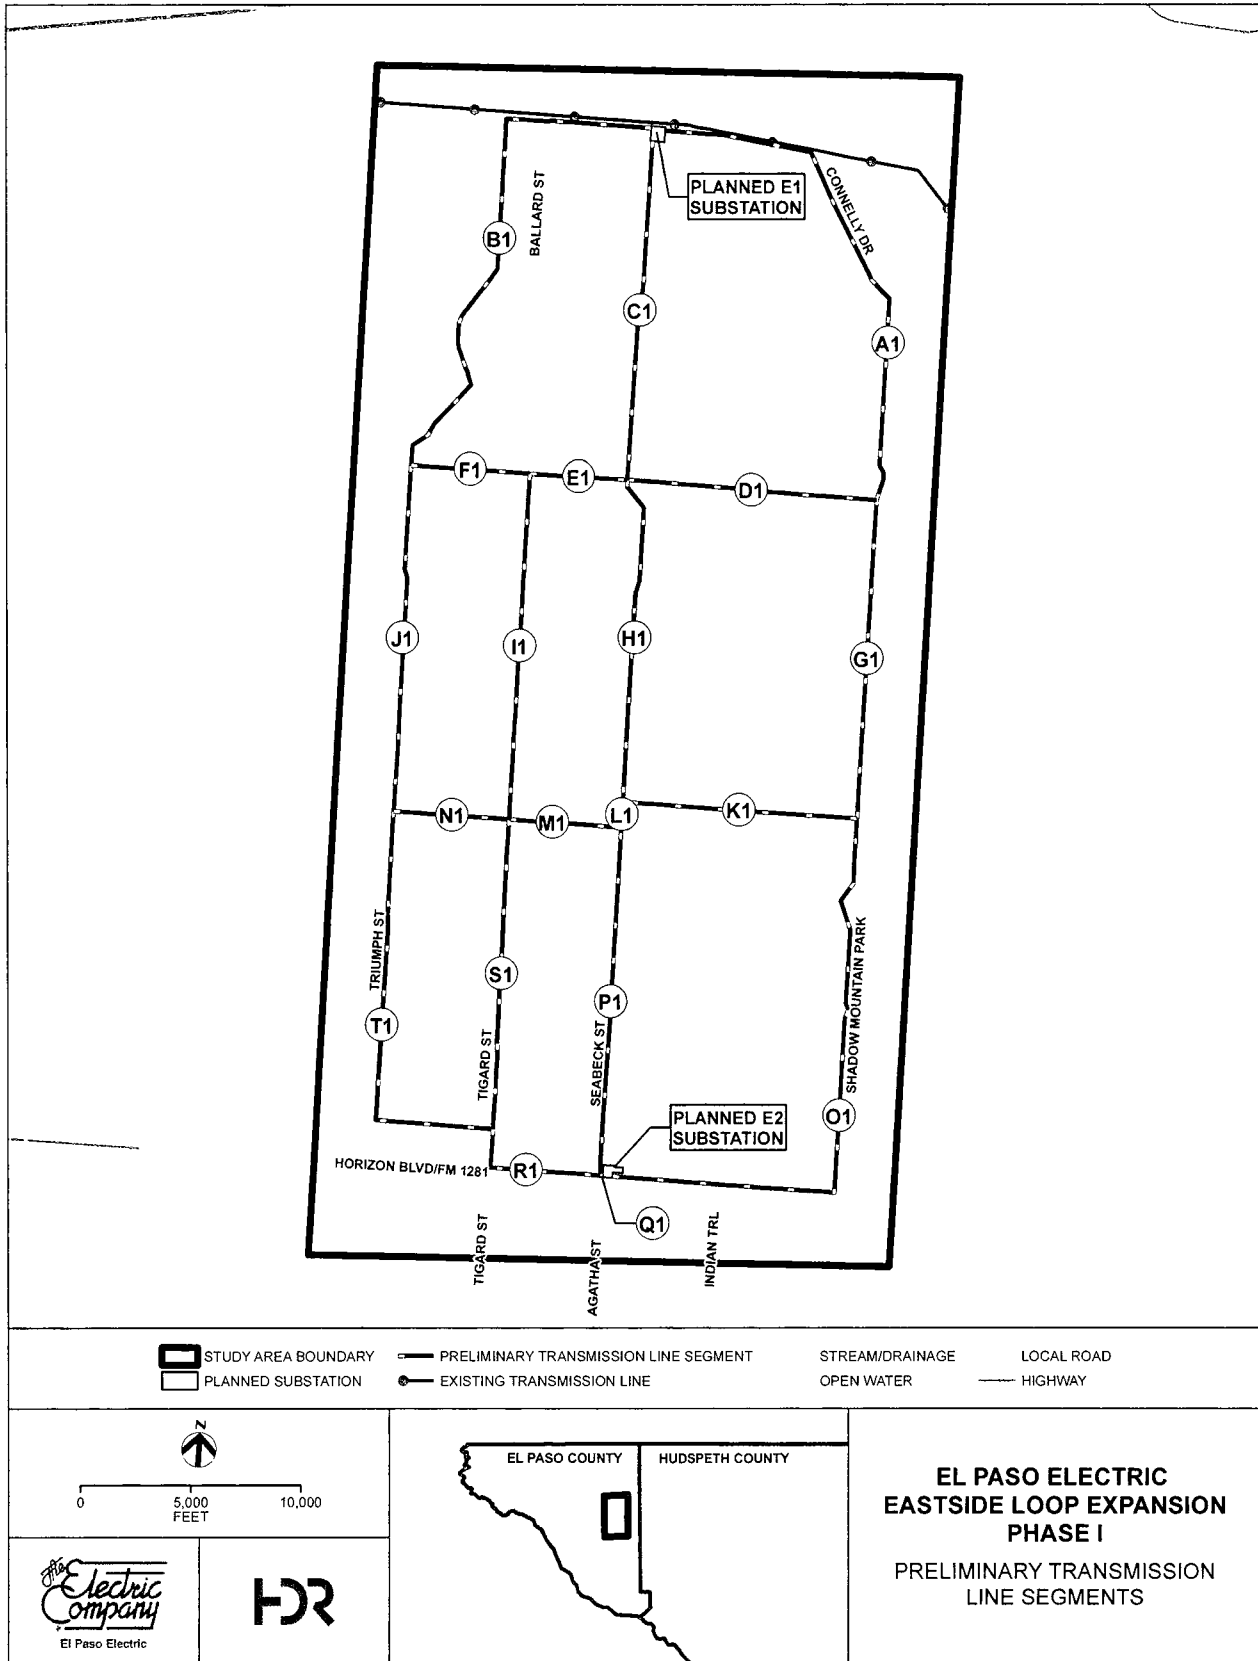 PLANNED E1
SUBSTATION
BALLARD ST
CONNELLY DR
B1
C1
A1
F1
E1
D1
J1
I1
H1
G1
N1
M1
L1
K1
TRIUMPH ST
S1
P1
T1
TIGARD ST
SEABECK ST
SHADOW MOUNTAIN PARK
PLANNED E2
SUBSTATION
O1
HORIZON BLVD/FM 1281
R1
Q1
TIGARD ST
AGATHA ST
INDIAN TRL
STUDY AREA BOUNDARY
PRELIMINARY TRANSMISSION LINE SEGMENT
STREAM/DRAINAGE
LOCAL ROAD
PLANNED SUBSTATION
EXISTING TRANSMISSION LINE
OPEN WATER
HIGHWAY
N
0 5,000 10,000
FEET
EL PASO COUNTY
HUDSPETH COUNTY
EL PASO ELECTRIC
EASTSIDE LOOP EXPANSION
PHASE I
PRELIMINARY TRANSMISSION
LINE SEGMENTS
The Electric
Company
El Paso Electric
HDR